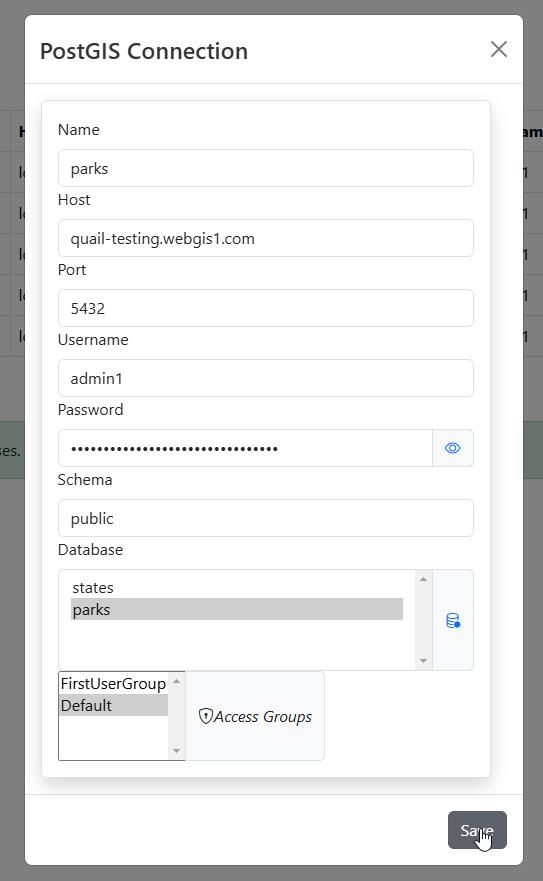 PostGIS Connection
Name
parks
Host
quail-testing.webgis1.com
Port
5432
Username
admin1
Password
••••••••••••••••••••••••••••••••
Schema
public
Database
states
parks
FirstUserGroup
Default
Access Groups
Save